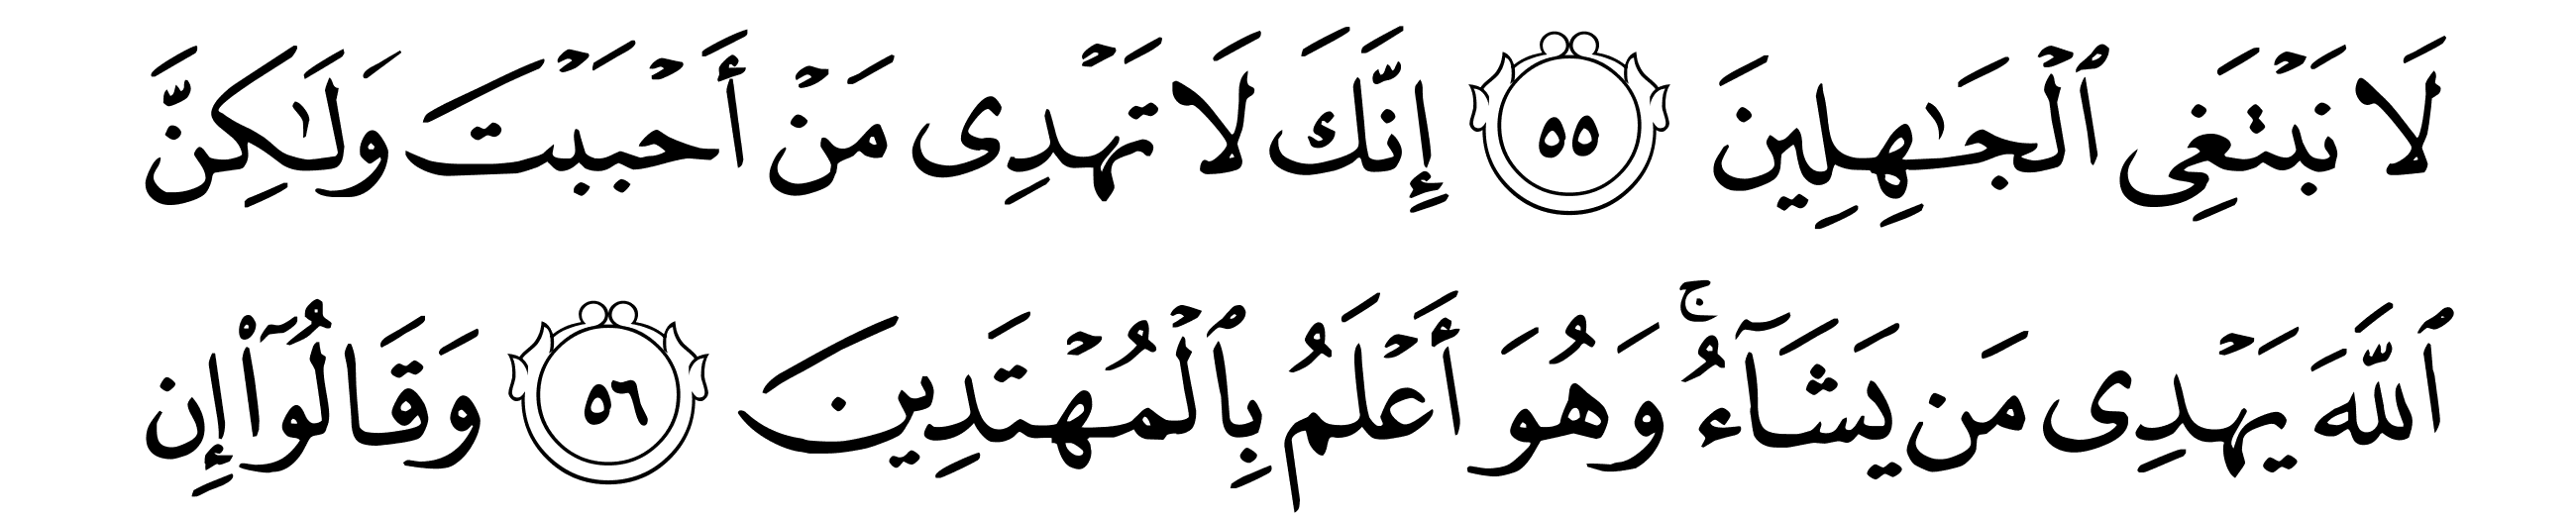 لَا نَبْتَغِى ٱلْجَـٰهِلِينَ ٥٥ إِنَّكَ لَا تَهْدِى مَنْ أَحْبَبْتَ وَلَـٰكِنَّ
ٱللَّهَ يَهْدِى مَن يَشَآءُ ۚ وَهُوَ أَعْلَمُ بِٱلْمُهْتَدِينَ ٥٦ وَقَالُوٓا۟ إِن